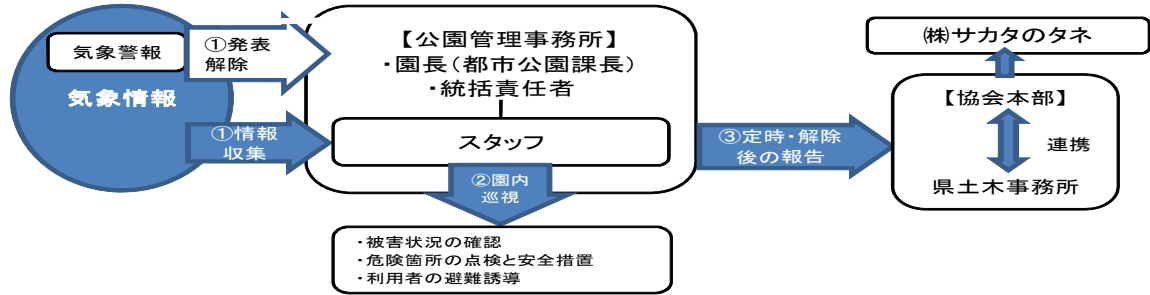 気象警報
気象情報
①発表
解除
①情報
収集
【公園管理事務所】
・園長（都市公園課長）
・統括責任者
スタッフ
②園内
巡視
・被害状況の確認
・危険箇所の点検と安全措置
・利用者の避難誘導
③定時・解除
後の報告
㈱サカタのタネ
【協会本部】
連携
県土木事務所